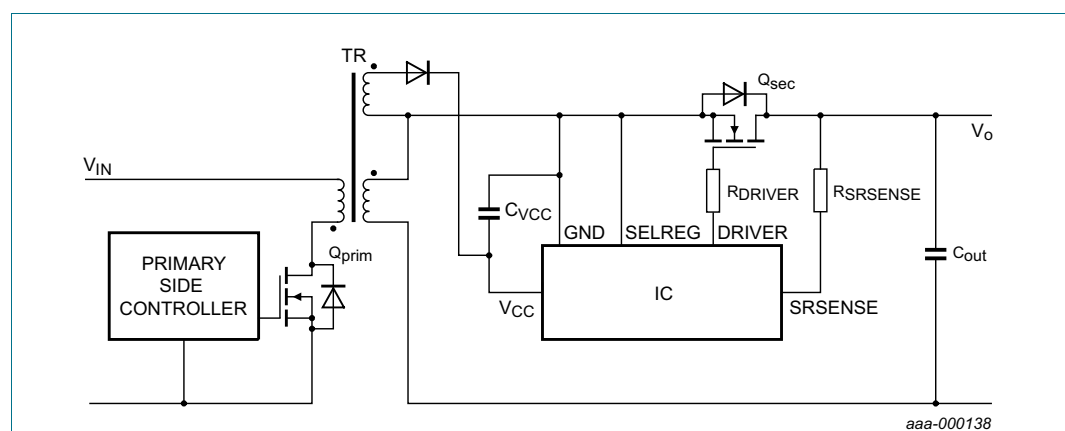 TR
Qsec
Vo
VIN
RDRIVER
RSRSENSE
CVCC
GND
SELREG
DRIVER
Qprim
Cout
PRIMARY
SIDE
CONTROLLER
IC
VCC
SRSENSE
aaa-000138